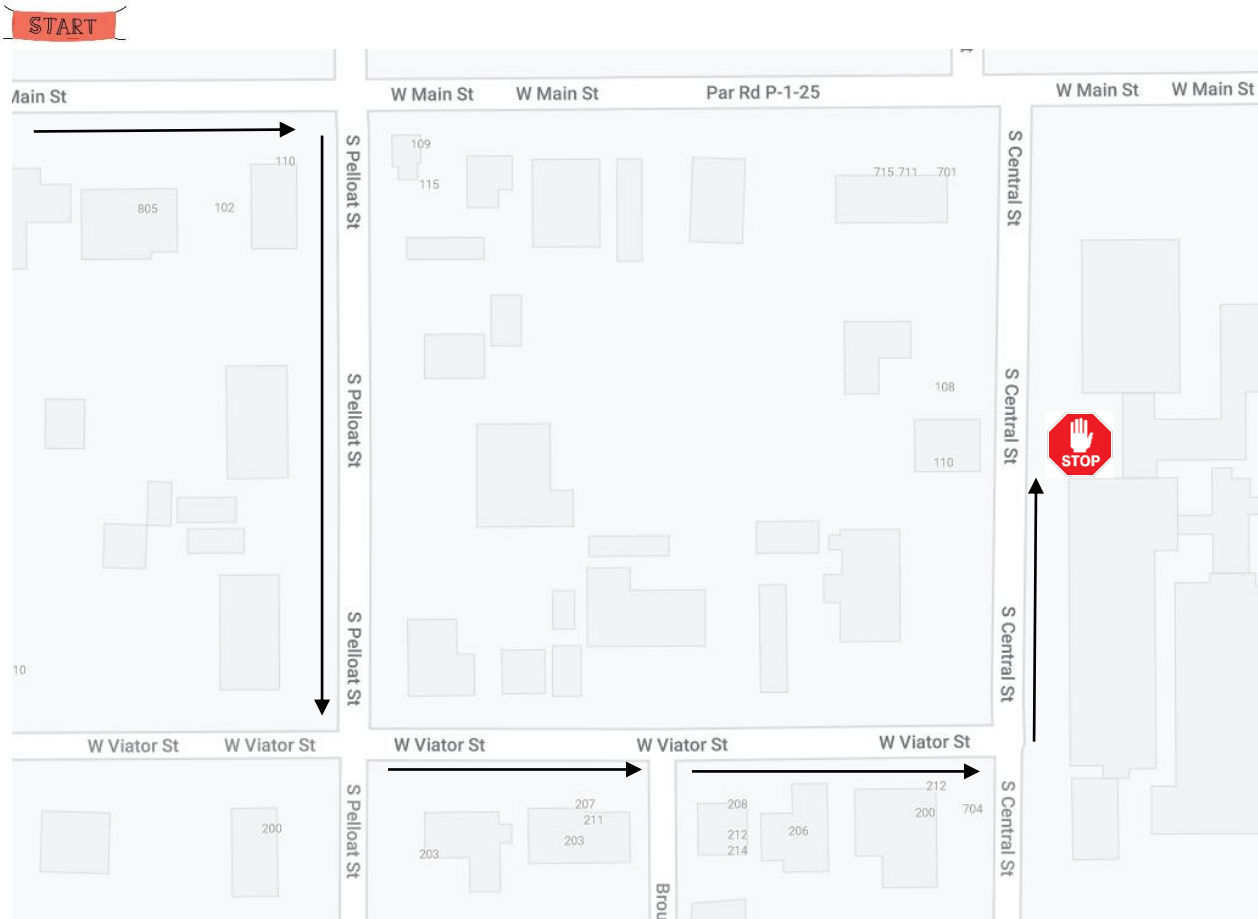 START
Main St
W Main St
W Main St
Par Rd P-1-25
W Main St
W Main St
S Pelloat St
S Central St
109
115
110
805
102
715 711 701
S Pelloat St
S Central St
108
110
STOP
S Pelloat St
S Central St
10
W Viator St
W Viator St
W Viator St
W Viator St
W Viator St
S Pelloat St
S Central St
200
203
207
211
203
208
212
214
206
212
200
704
Brou